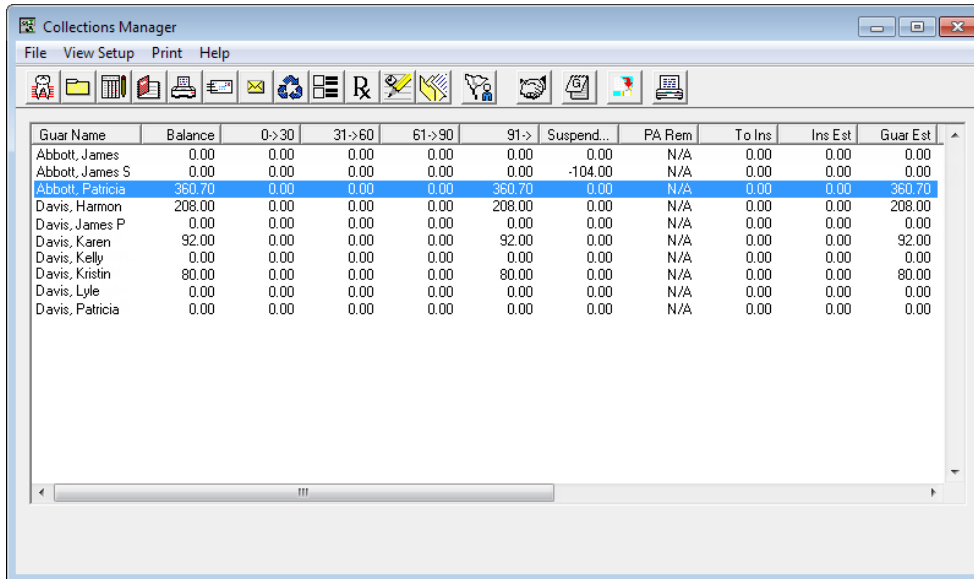 Collections Manager
File View Setup Print Help
Guar Name Balance 0->30 31->60 61->90 91-> Suspend... PA Rem To Ins Ins Est Guar Est
Abbott, James 0.00 0.00 0.00 0.00 0.00 0.00 N/A 0.00 0.00 0.00
Abbott, James S 0.00 0.00 0.00 0.00 0.00 -104.00 N/A 0.00 0.00 0.00
Abbott, Patricia 360.70 0.00 0.00 0.00 360.70 0.00 N/A 0.00 0.00 360.70
Davis, Harmon 208.00 0.00 0.00 0.00 208.00 0.00 N/A 0.00 0.00 208.00
Davis, James P 0.00 0.00 0.00 0.00 0.00 0.00 N/A 0.00 0.00 0.00
Davis, Karen 92.00 0.00 0.00 0.00 92.00 0.00 N/A 0.00 0.00 92.00
Davis, Kelly 0.00 0.00 0.00 0.00 0.00 0.00 N/A 0.00 0.00 0.00
Davis, Kristin 80.00 0.00 0.00 0.00 80.00 0.00 N/A 0.00 0.00 80.00
Davis, Lyle 0.00 0.00 0.00 0.00 0.00 0.00 N/A 0.00 0.00 0.00
Davis, Patricia 0.00 0.00 0.00 0.00 0.00 0.00 N/A 0.00 0.00 0.00